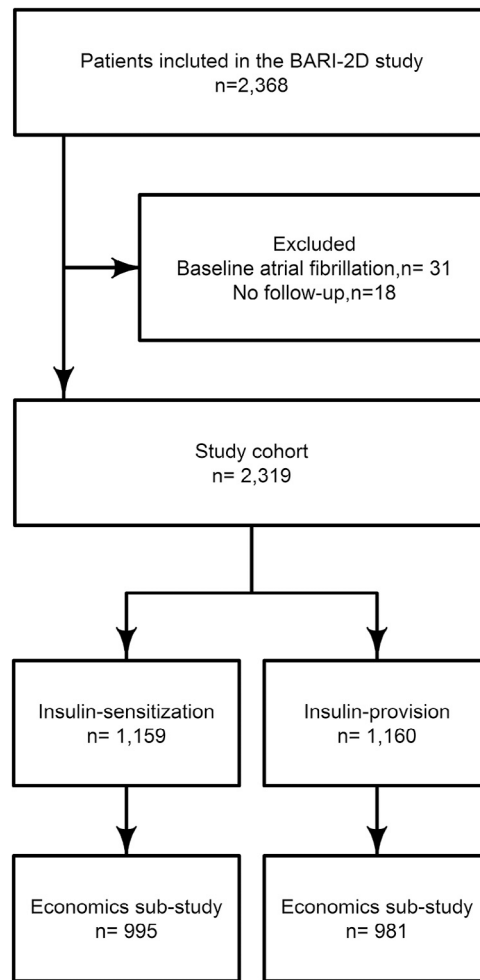 Patients incluted in the BARI-2D study
n=2,368
Excluded
Baseline atrial fibrillation,n= 31
No follow-up,n=18
Study cohort
n= 2,319
Insulin-sensitization
n= 1,159
Insulin-provision
n= 1,160
Economics sub-study
n= 995
Economics sub-study
n= 981